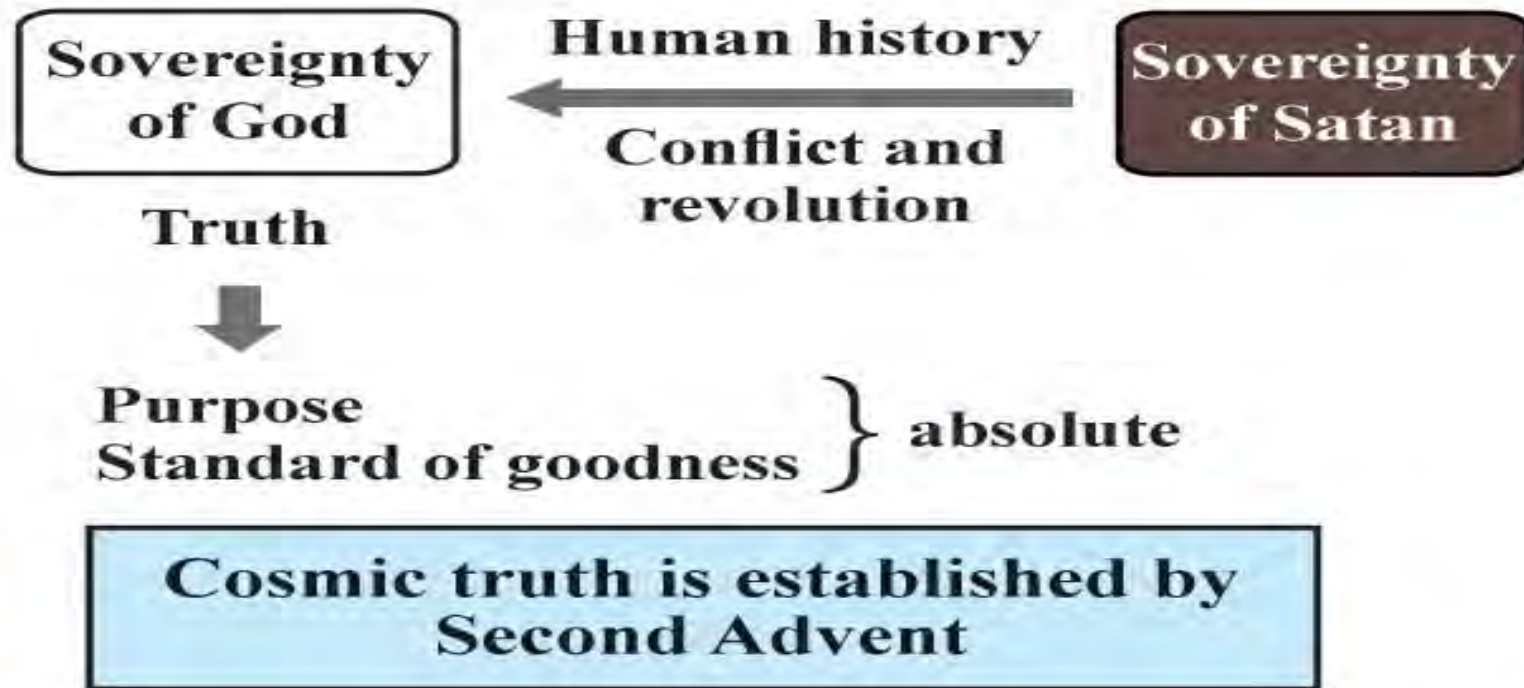 Sovereignty
of God
Human history
Conflict and
revolution
Sovereignty
of Satan
Truth
Purpose
Standard of goodness
absolute
Cosmic truth is established by
Second Advent